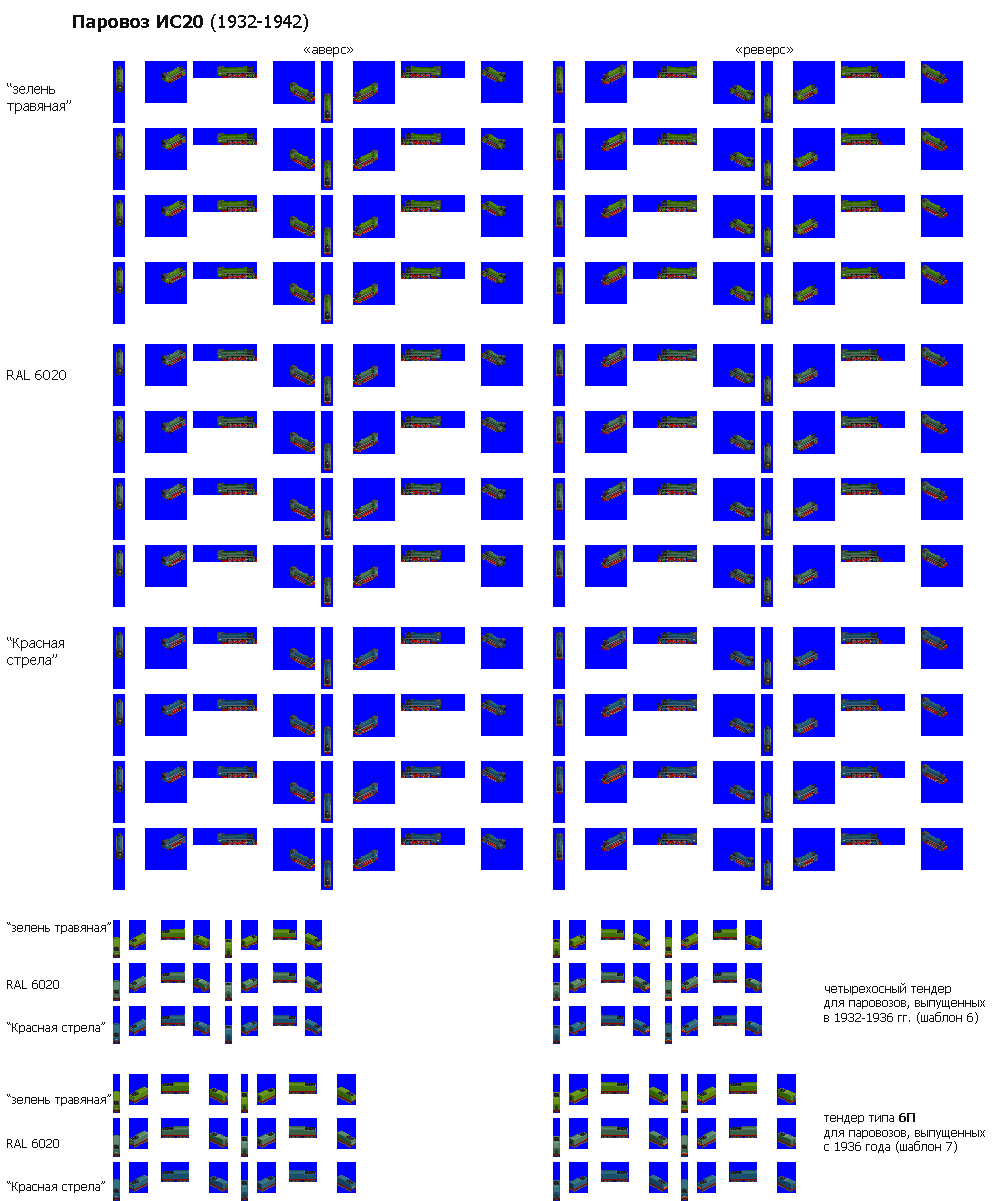 Паровоз ИС20 (1932-1942)
«аверс»
«реверс»
“зелень
травяная”
RAL 6020
“Красная
стрела”
“зелень травяная”
RAL 6020
“Красная стрела”
четырехосный тендер
для паровозов, выпущенных
в 1932-1936 гг. (шаблон 6)
“зелень травяная”
RAL 6020
“Красная стрела”
тендер типа 6П
для паровозов, выпущенных
с 1936 года (шаблон 7)